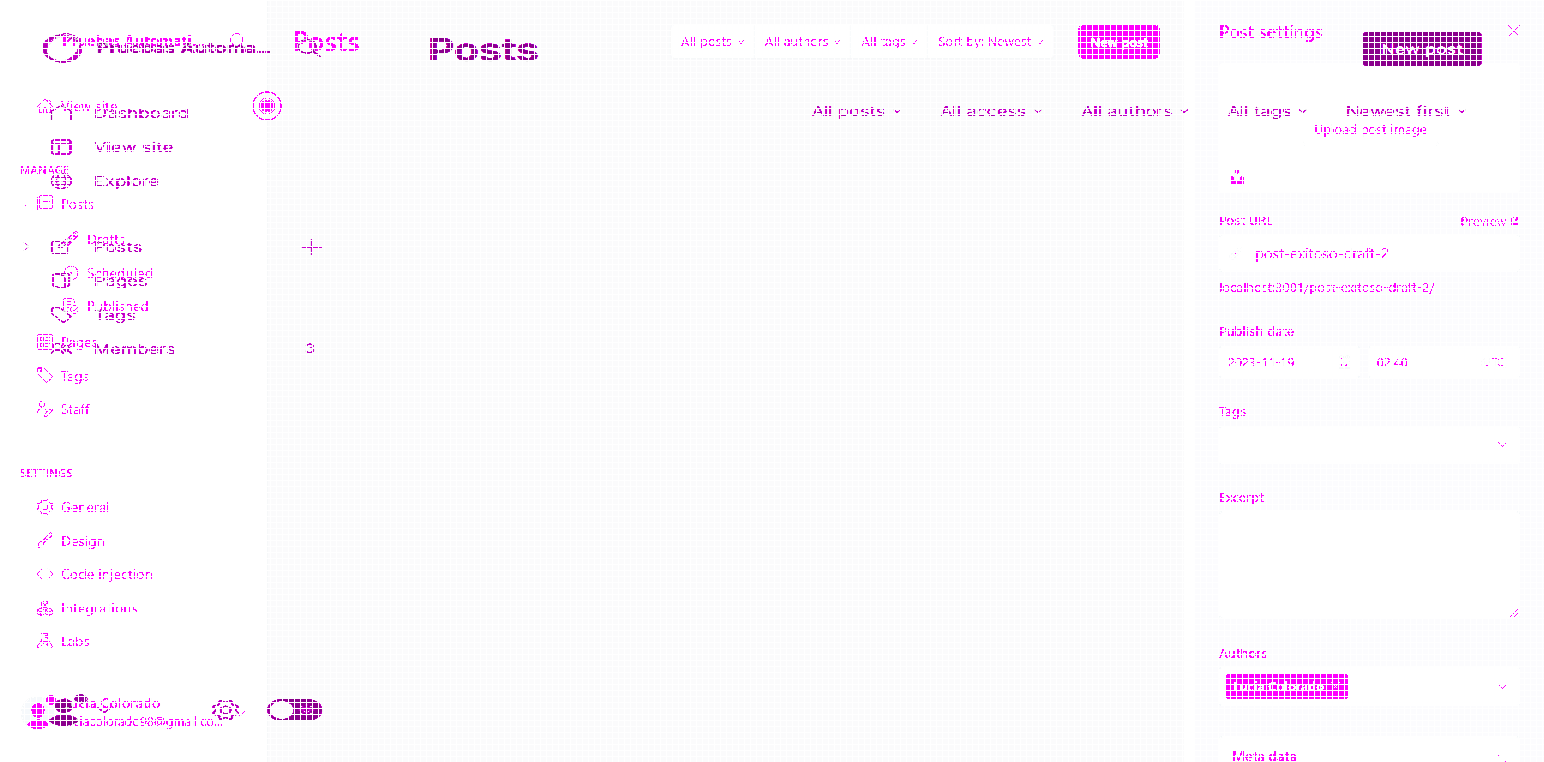 Pruebas Automati
Pruebas Automa...
Posts
Posts
All posts
All authors
All tags
Sort by: Newest
New post
Post settings
New post
View site
Dashboard
All posts
All access
All authors
All tags
Newest first
Upload post image
View site
MANAGE
Explore
Posts
Post URL
Preview
Drafts
Posts
post-exitoso-draft-2
Scheduled
Pages
localhost:3001/post-exitoso-draft-2/
Published
Tags
Publish date
Pages
Members
3
2023-11-19
02:40
UTC
Tags
Staff
Tags
SETTINGS
Excerpt
General
Design
Code injection
Integrations
Labs
Authors
Colorado
Meta data